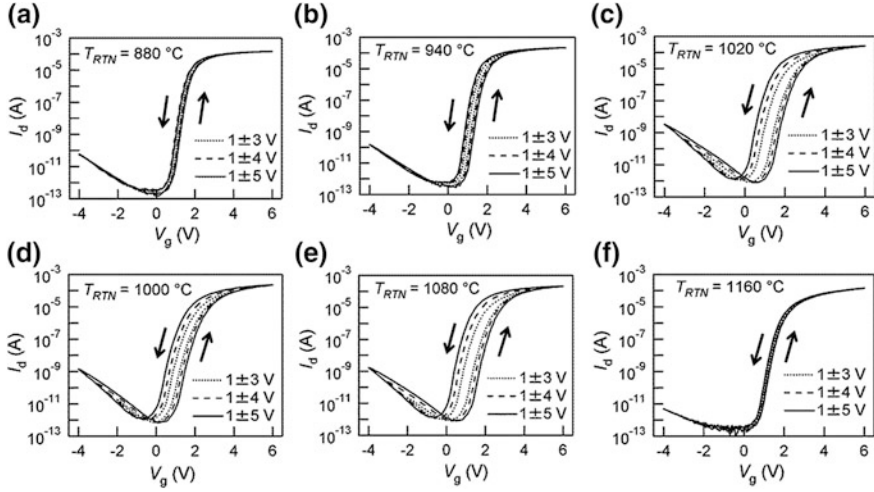 (a)
10⁻³
10⁻⁵
10⁻⁷
10⁻⁹
10⁻¹¹
10⁻¹³
I_d (A)
T_RTN = 880 °C
1±3 V
1±4 V
1±5 V
-4 -2 0 2 4 6
V_g (V)
(b)
10⁻³
10⁻⁵
10⁻⁷
10⁻⁹
10⁻¹¹
10⁻¹³
I_d (A)
T_RTN = 940 °C
1±3 V
1±4 V
1±5 V
-4 -2 0 2 4 6
V_g (V)
(c)
10⁻³
10⁻⁵
10⁻⁷
10⁻⁹
10⁻¹¹
10⁻¹³
I_d (A)
T_RTN = 1020 °C
1±3 V
1±4 V
1±5 V
-4 -2 0 2 4 6
V_g (V)
(d)
10⁻³
10⁻⁵
10⁻⁷
10⁻⁹
10⁻¹¹
10⁻¹³
I_d (A)
T_RTN = 1000 °C
1±3 V
1±4 V
1±5 V
-4 -2 0 2 4 6
V_g (V)
(e)
10⁻³
10⁻⁵
10⁻⁷
10⁻⁹
10⁻¹¹
10⁻¹³
I_d (A)
T_RTN = 1080 °C
1±3 V
1±4 V
1±5 V
-4 -2 0 2 4 6
V_g (V)
(f)
10⁻³
10⁻⁵
10⁻⁷
10⁻⁹
10⁻¹¹
10⁻¹³
I_d (A)
T_RTN = 1160 °C
1±3 V
1±4 V
1±5 V
-4 -2 0 2 4 6
V_g (V)